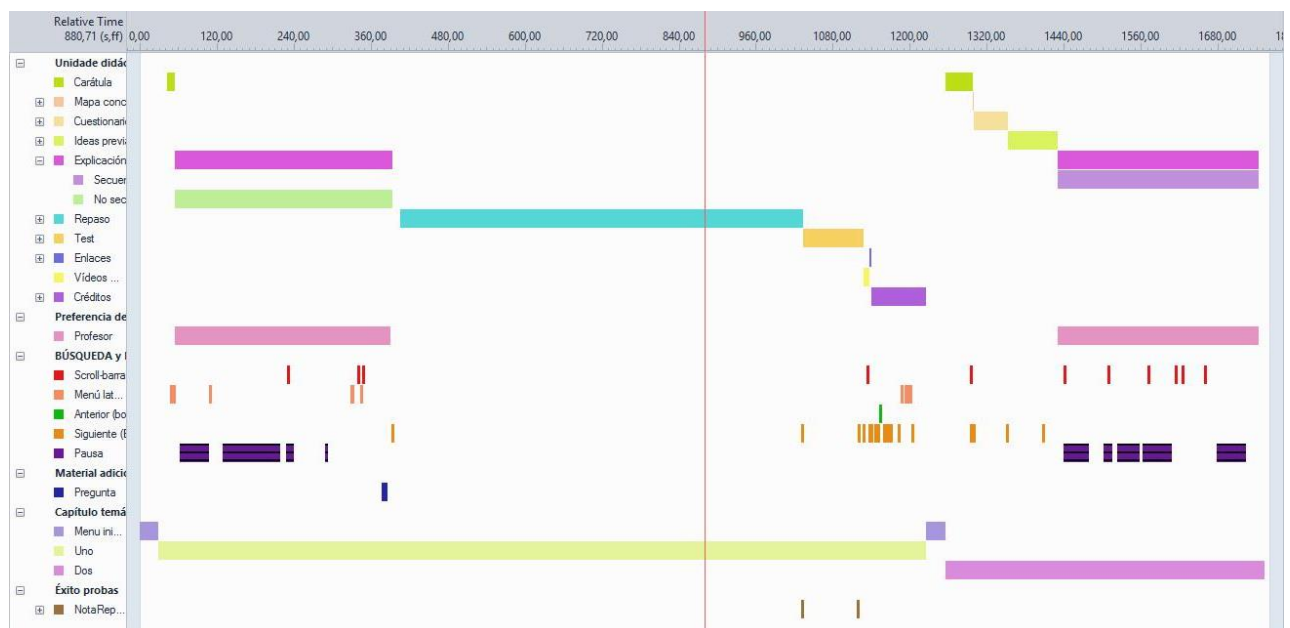 Relative Time
880,71 (s,ff) 0,00 120,00 240,00 360,00 480,00 600,00 720,00 840,00 960,00 1080,00 1200,00 1320,00 1440,00 1560,00 1680,00 18
Unidade didác
Carátula
Mapa conc
Cuestionari
Ideas previa
Explicación
Secuer
No sec
Repaso
Test
Enlaces
Vídeos ...
Créditos
Preferencia de
Profesor
BÚSQUEDA y
Scroll-barra
Menú lat...
Anterior (bo
Siguiente (B
Pausa
Material adicio
Pregunta
Capítulo temá
Menu ini...
Uno
Dos
Éxito probas
NotaRep...